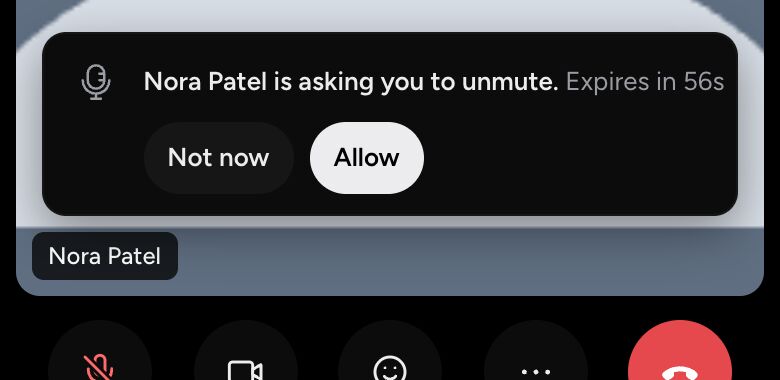 Nora Patel is asking you to unmute. Expires in 56s
Not now
Allow
Nora Patel